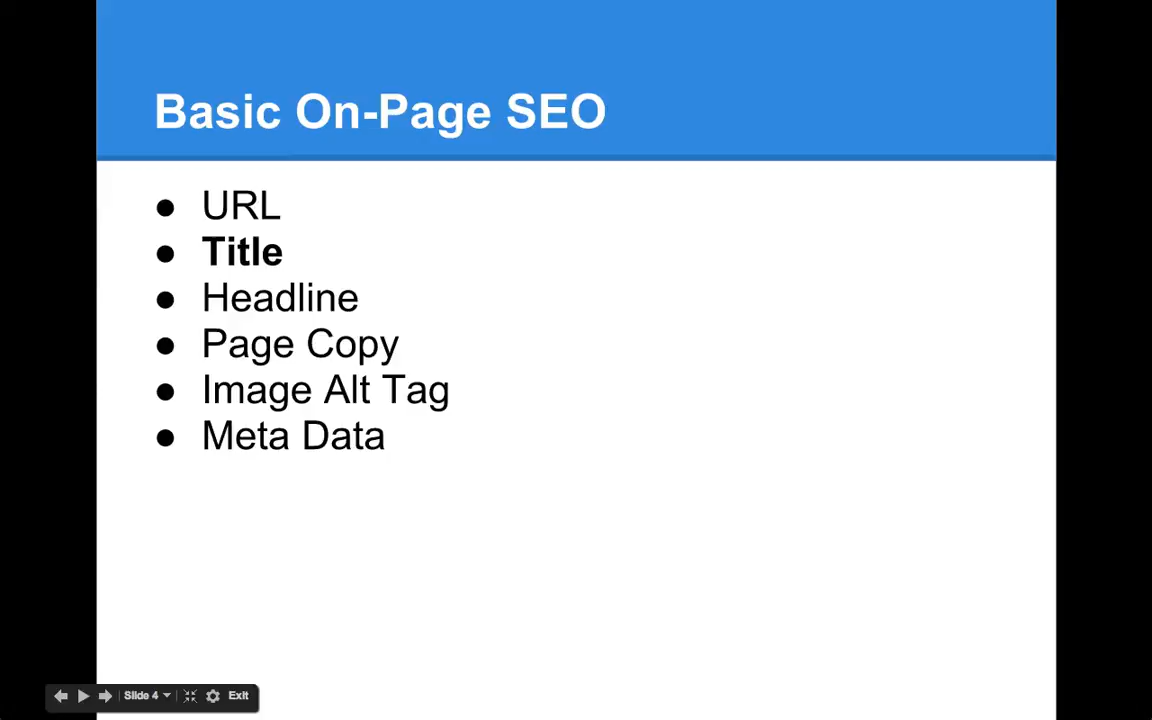 Basic On-Page SEO
● URL
● Title
● Headline
● Page Copy
● Image Alt Tag
● Meta Data
Slide 4 Exit